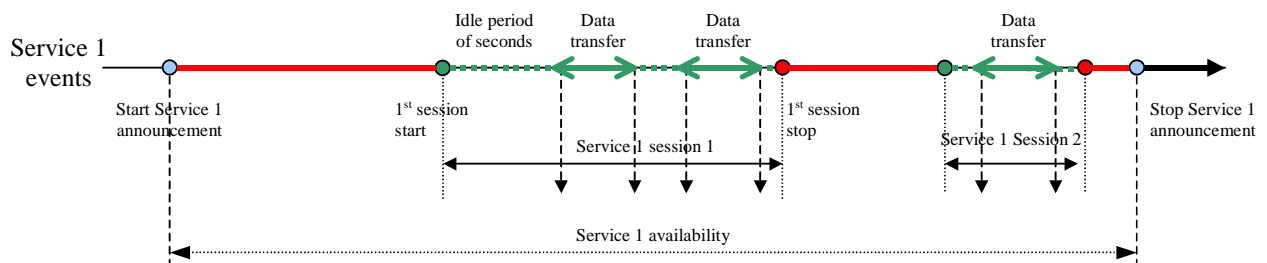 Idle period
of seconds
Data
transfer
Data
transfer
Data
transfer
Service 1
events
Start Service 1
announcement
1st session
start
1st session
stop
Stop Service 1
announcement
Service 1 session 1
Service 1 Session 2
Service 1 availability